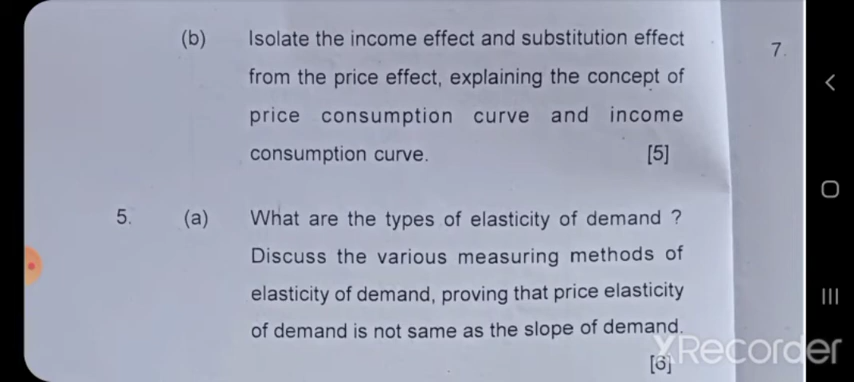 (b) Isolate the income effect and substitution effect
from the price effect, explaining the concept of
price consumption curve and income
consumption curve. [5]
7.
5. (a) What are the types of elasticity of demand ?
Discuss the various measuring methods of
elasticity of demand, proving that price elasticity
of demand is not same as the slope of demand.
[6]
XRecorder